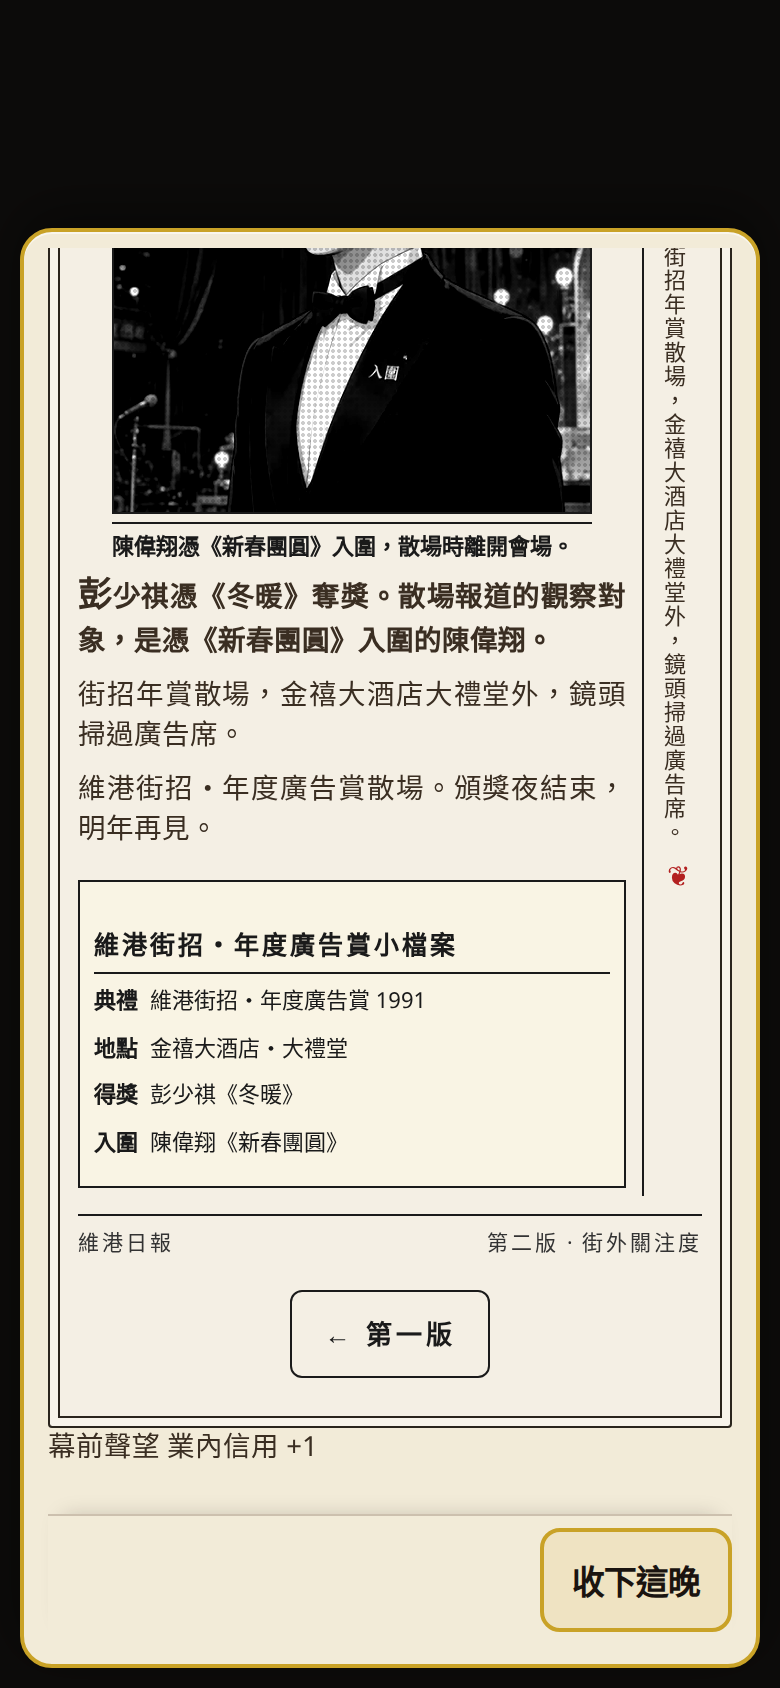 入圍
陳偉翔憑《新春團圓》入圍，散場時離開會場。
彭少祺憑《冬暖》奪獎。散場報道的觀察對
象，是憑《新春團圓》入圍的陳偉翔。
街招年賞散場，金禧大酒店大禮堂外，鏡頭
掃過廣告席。
維港街招・年度廣告賞散場。頒獎夜結束，
明年再見。
街招年賞散場，金禧大酒店大禮堂外，鏡頭掃過廣告席。
❦
維港街招・年度廣告賞小檔案
典禮 維港街招・年度廣告賞 1991
地點 金禧大酒店・大禮堂
得獎 彭少祺《冬暖》
入圍 陳偉翔《新春團圓》
維港日報
第二版 · 街外關注度
← 第一版
幕前聲望 業內信用 +1
收下這晚